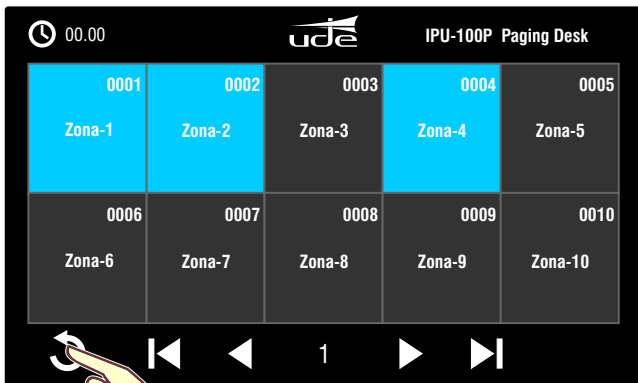 00.00 ude IPU-100P Paging Desk
0001 0002 0003 0004 0005
Zona-1 Zona-2 Zona-3 Zona-4 Zona-5
0006 0007 0008 0009 0010
Zona-6 Zona-7 Zona-8 Zona-9 Zona-10
1